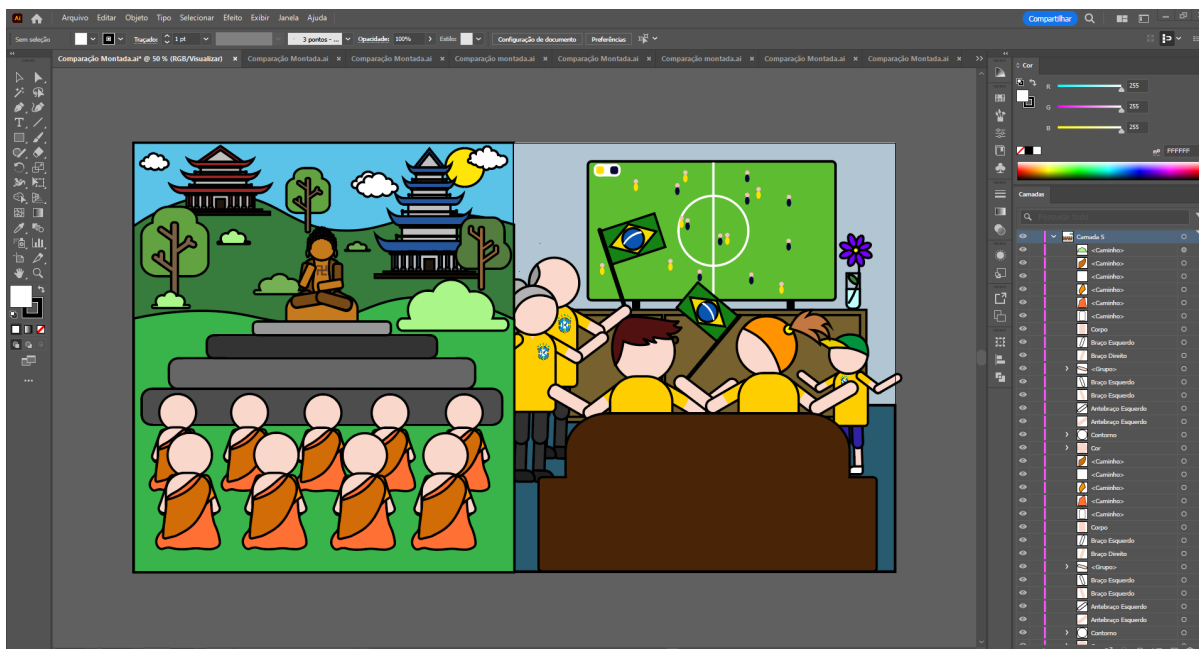 Ai Arquivo Editar Objeto Tipo Selecionar Efeito Exibir Janela Ajuda Compartilhar
Sem seleção Traçado: 1 pt 3 pontos - ... Opacidade: 100% Estilo: Configuração de documento Preferências
Comparação Montada.ai* @ 50 % (RGB/Visualizar) × Comparação Montada.ai × Comparação Montada.ai × Comparação montada.ai × Comparação Montada.ai × Comparação montada.ai × Comparação Montada.ai × Comparação Montada.ai ×
Cor
R 255
G 255
B 255
FFFFFF
Camadas
Pesquisar Tudo
Camada 5
<Caminho>
<Caminho>
<Caminho>
<Caminho>
<Caminho>
<Caminho>
Corpo
Braço Esquerdo
Braço Direito
<Grupo>
Braço Esquerdo
Braço Esquerdo
Antebraço Esquerdo
Antebraço Esquerdo
Contorno
Cor
<Caminho>
<Caminho>
<Caminho>
<Caminho>
<Caminho>
Corpo
Braço Esquerdo
Braço Direito
<Grupo>
Braço Esquerdo
Braço Esquerdo
Antebraço Esquerdo
Antebraço Esquerdo
Contorno